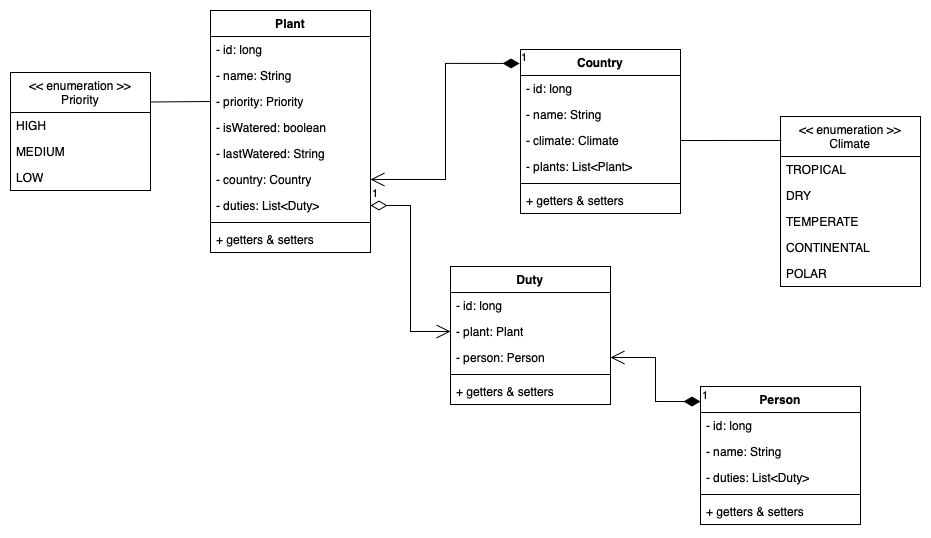 Plant
- id: long
- name: String
- priority: Priority
- isWatered: boolean
- lastWatered: String
- country: Country
- duties: List<Duty>
+ getters & setters
<< enumeration >>
Priority
HIGH
MEDIUM
LOW
1
Country
- id: long
- name: String
- climate: Climate
- plants: List<Plant>
+ getters & setters
<< enumeration >>
Climate
TROPICAL
DRY
TEMPERATE
CONTINENTAL
POLAR
1
Duty
- id: long
- plant: Plant
- person: Person
+ getters & setters
1
Person
- id: long
- name: String
- duties: List<Duty>
+ getters & setters